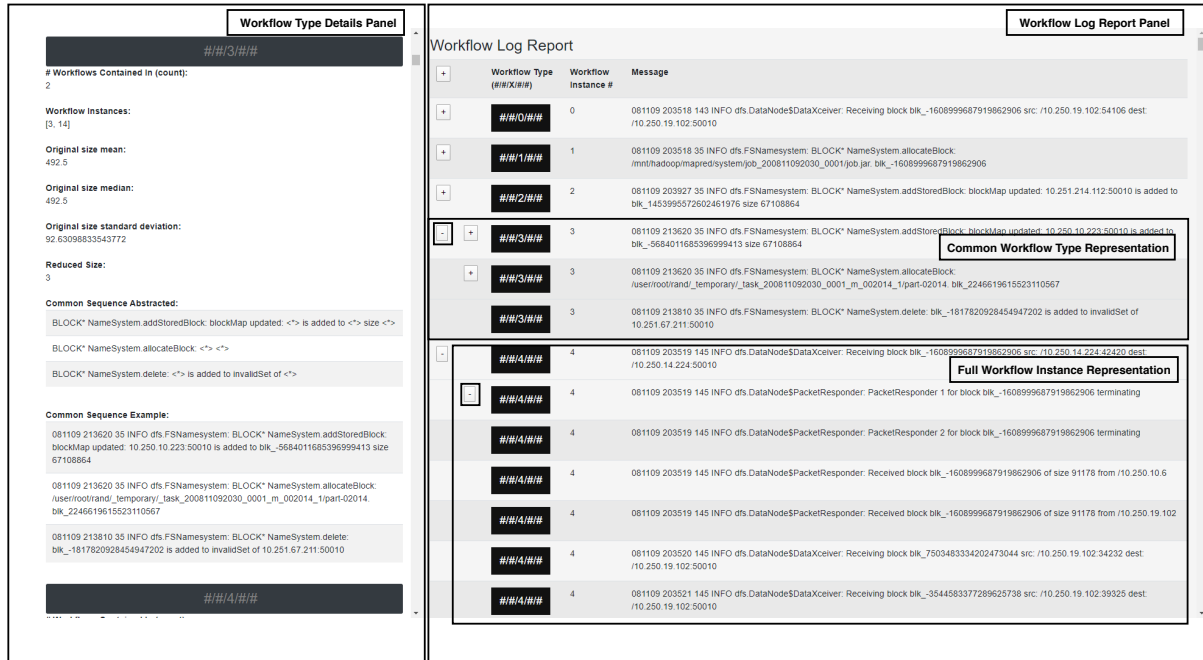 Workflow Type Details Panel
#/#/3/#/#
# Workflows Contained In (count):
2
Workflow Instances:
[3, 14]
Original size mean:
492.5
Original size median:
492.5
Original size standard deviation:
92.63098833543772
Reduced Size:
3
Common Sequence Abstracted:
BLOCK* NameSystem.addStoredBlock: blockMap updated: <*> is added to <*> size <*>
BLOCK* NameSystem.allocateBlock: <*> <*>
BLOCK* NameSystem.delete: <*> is added to invalidSet of <*>
Common Sequence Example:
081109 213620 35 INFO dfs.FSNamesystem: BLOCK* NameSystem.addStoredBlock:
blockMap updated: 10.250.10.223:50010 is added to blk_-5684011685396999413 size
67108864
081109 213620 35 INFO dfs.FSNamesystem: BLOCK* NameSystem.allocateBlock:
/user/root/rand/_temporary/_task_200811092030_0001_m_002014_1/part-02014.
blk_2246619615523110567
081109 213810 35 INFO dfs.FSNamesystem: BLOCK* NameSystem.delete:
blk_-1817820928454947202 is added to invalidSet of 10.251.67.211:50010
#/#/4/#/#
Workflow Log Report Panel
Workflow Log Report
+ Workflow Type Workflow Message
(#/#/X/#/#) Instance #
+ #/#/0/#/# 0 081109 203518 143 INFO dfs.DataNode$DataXceiver: Receiving block blk_-1608999687919862906 src: /10.250.19.102:54106 dest:
/10.250.19.102:50010
+ #/#/1/#/# 1 081109 203518 35 INFO dfs.FSNamesystem: BLOCK* NameSystem.allocateBlock:
/mnt/hadoop/mapred/system/job_200811092030_0001/job.jar. blk_-1608999687919862906
+ #/#/2/#/# 2 081109 203927 35 INFO dfs.FSNamesystem: BLOCK* NameSystem.addStoredBlock: blockMap updated: 10.251.214.112:50010 is added to
blk_1453995572602461976 size 67108864
- + #/#/3/#/# 3 081109 213620 35 INFO dfs.FSNamesystem: BLOCK* NameSystem.addStoredBlock: blockMap updated: 10.250.10.223:50010 is added to
blk_-5684011685396999413 size 67108864
Common Workflow Type Representation
+ #/#/3/#/# 3 081109 213620 35 INFO dfs.FSNamesystem: BLOCK* NameSystem.allocateBlock:
/user/root/rand/_temporary/_task_200811092030_0001_m_002014_1/part-02014. blk_2246619615523110567
#/#/3/#/# 3 081109 213810 35 INFO dfs.FSNamesystem: BLOCK* NameSystem.delete: blk_-1817820928454947202 is added to invalidSet of
10.251.67.211:50010
- #/#/4/#/# 4 081109 203519 145 INFO dfs.DataNode$DataXceiver: Receiving block blk_-1608999687919862906 src: /10.250.14.224:42420 dest:
/10.250.14.224:50010
Full Workflow Instance Representation
- #/#/4/#/# 4 081109 203519 145 INFO dfs.DataNode$PacketResponder: PacketResponder 1 for block blk_-1608999687919862906 terminating
#/#/4/#/# 4 081109 203519 145 INFO dfs.DataNode$PacketResponder: PacketResponder 2 for block blk_-1608999687919862906 terminating
#/#/4/#/# 4 081109 203519 145 INFO dfs.DataNode$PacketResponder: Received block blk_-1608999687919862906 of size 91178 from /10.250.10.6
#/#/4/#/# 4 081109 203519 145 INFO dfs.DataNode$PacketResponder: Received block blk_-1608999687919862906 of size 91178 from /10.250.19.102
#/#/4/#/# 4 081109 203520 145 INFO dfs.DataNode$DataXceiver: Receiving block blk_7503483334202473044 src: /10.250.19.102:34232 dest:
/10.250.19.102:50010
#/#/4/#/# 4 081109 203521 145 INFO dfs.DataNode$DataXceiver: Receiving block blk_-3544583377289625738 src: /10.250.19.102:39325 dest:
/10.250.19.102:50010